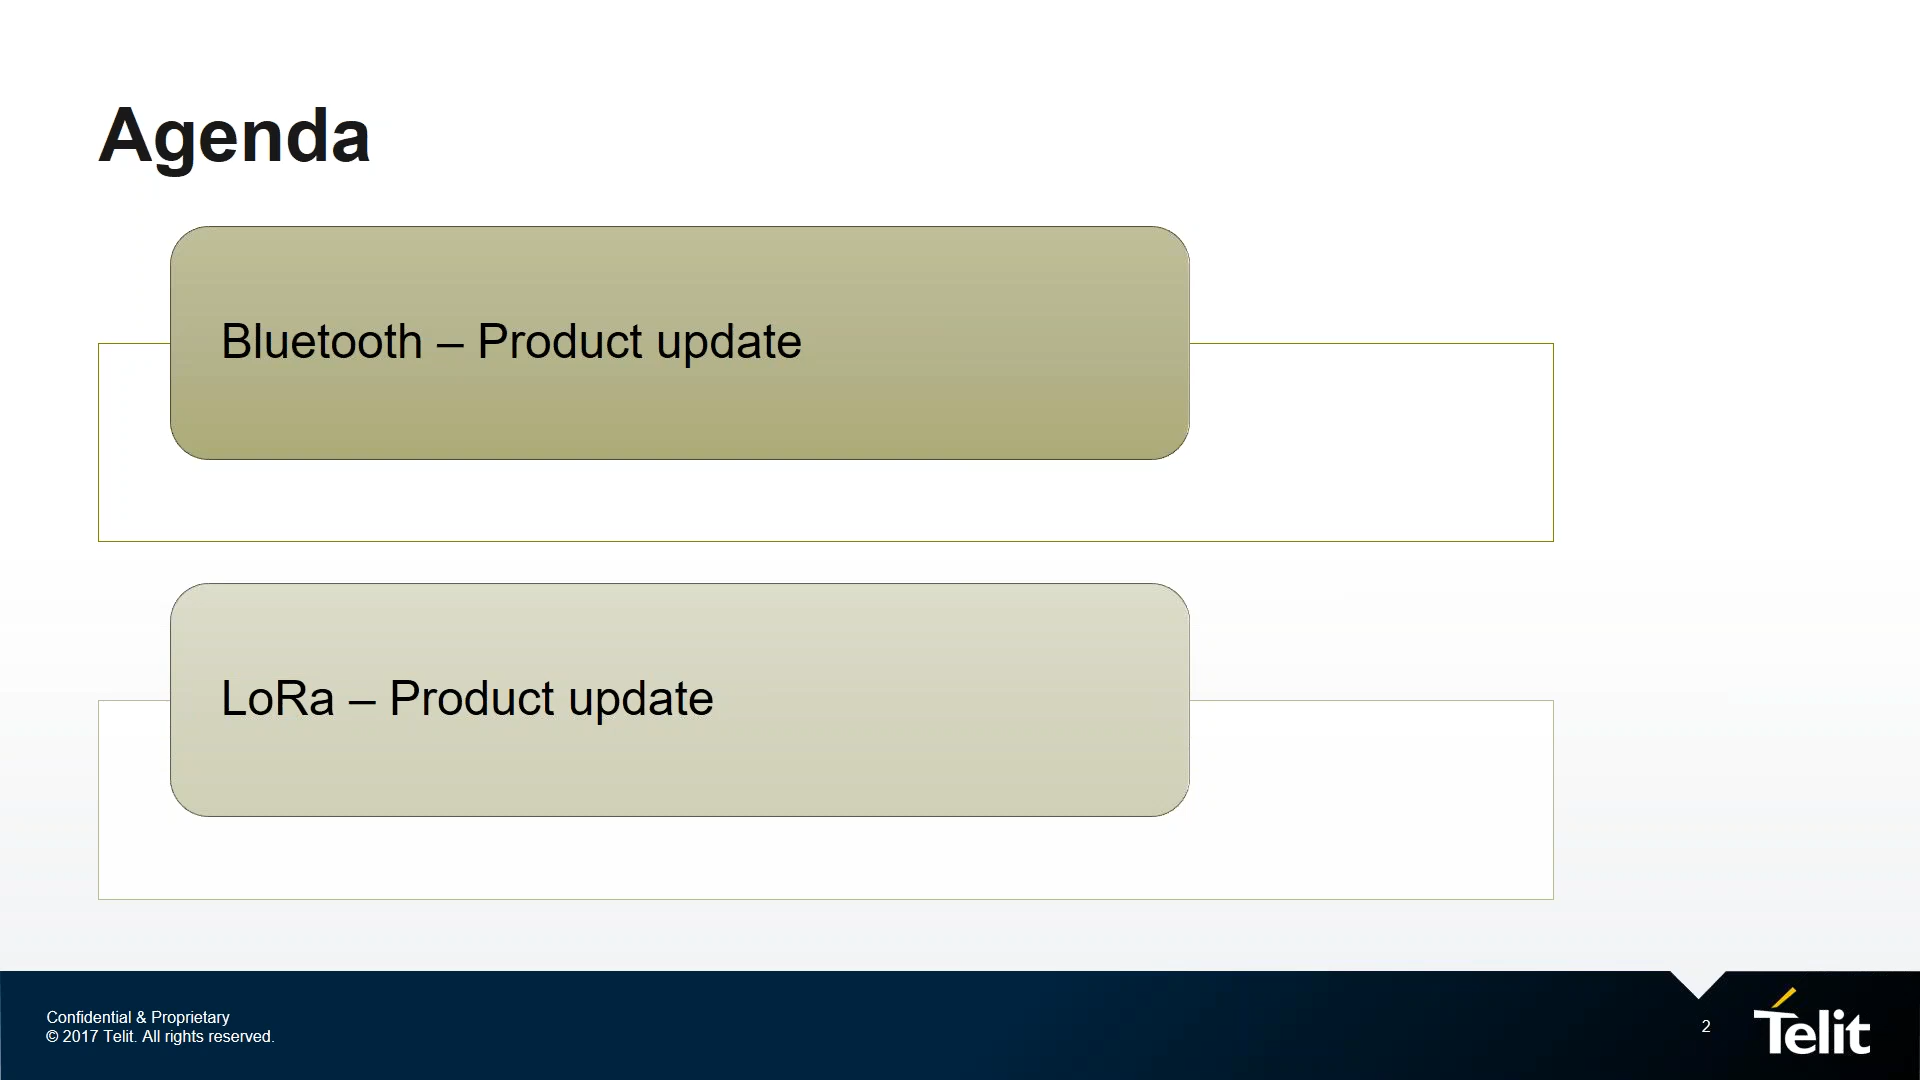 Agenda
Bluetooth – Product update
LoRa – Product update
Confidential & Proprietary
© 2017 Telit. All rights reserved.
2
Telit